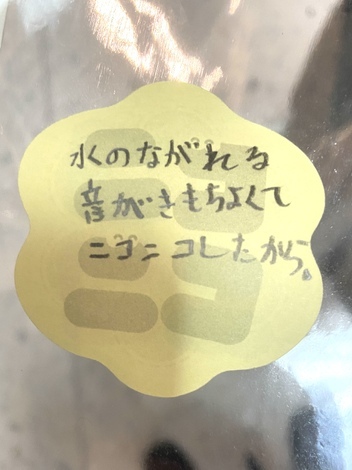 水のながれる
音がきもちよくて
ニコニコしたから。